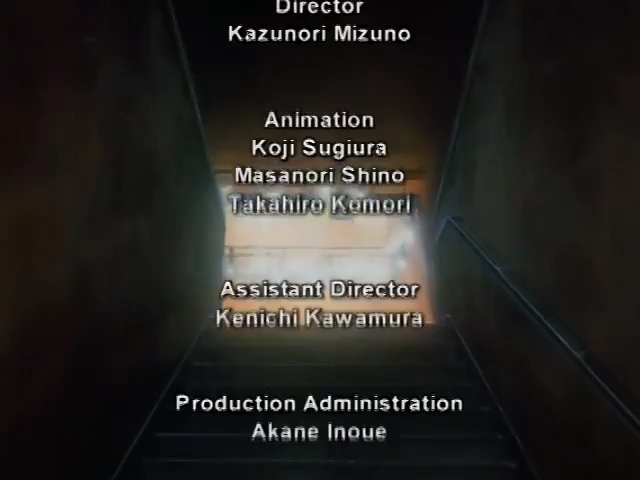 Director
Kazunori Mizuno
Animation
Koji Sugiura
Masanori Shino
Takahiro Komori
Assistant Director
Kenichi Kawamura
Production Administration
Akane Inoue